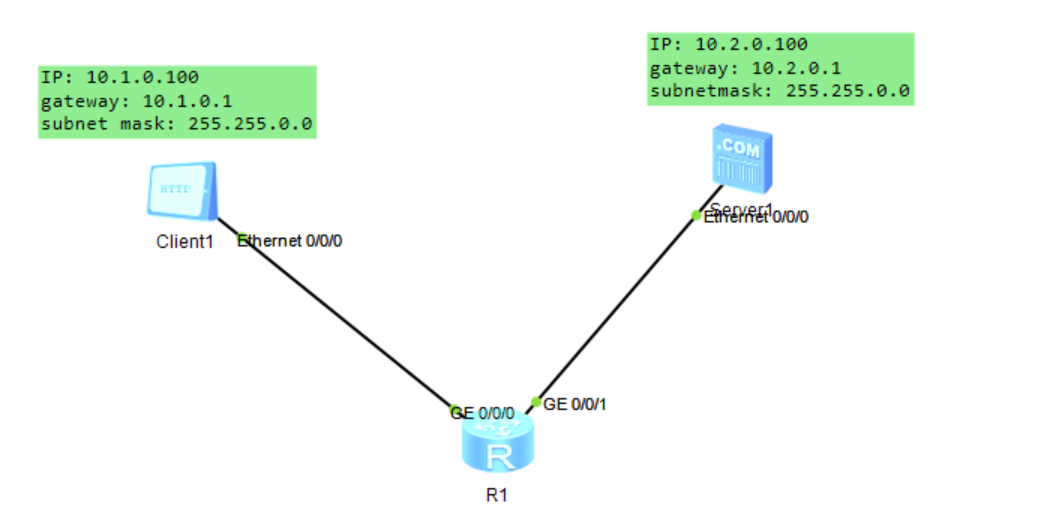 IP: 10.1.0.100
gateway: 10.1.0.1
subnet mask: 255.255.0.0
IP: 10.2.0.100
gateway: 10.2.0.1
subnetmask: 255.255.0.0
HTTP
.COM
Client1
Ethernet 0/0/0
Server1
Ethernet 0/0/0
GE 0/0/0
GE 0/0/1
R
R1